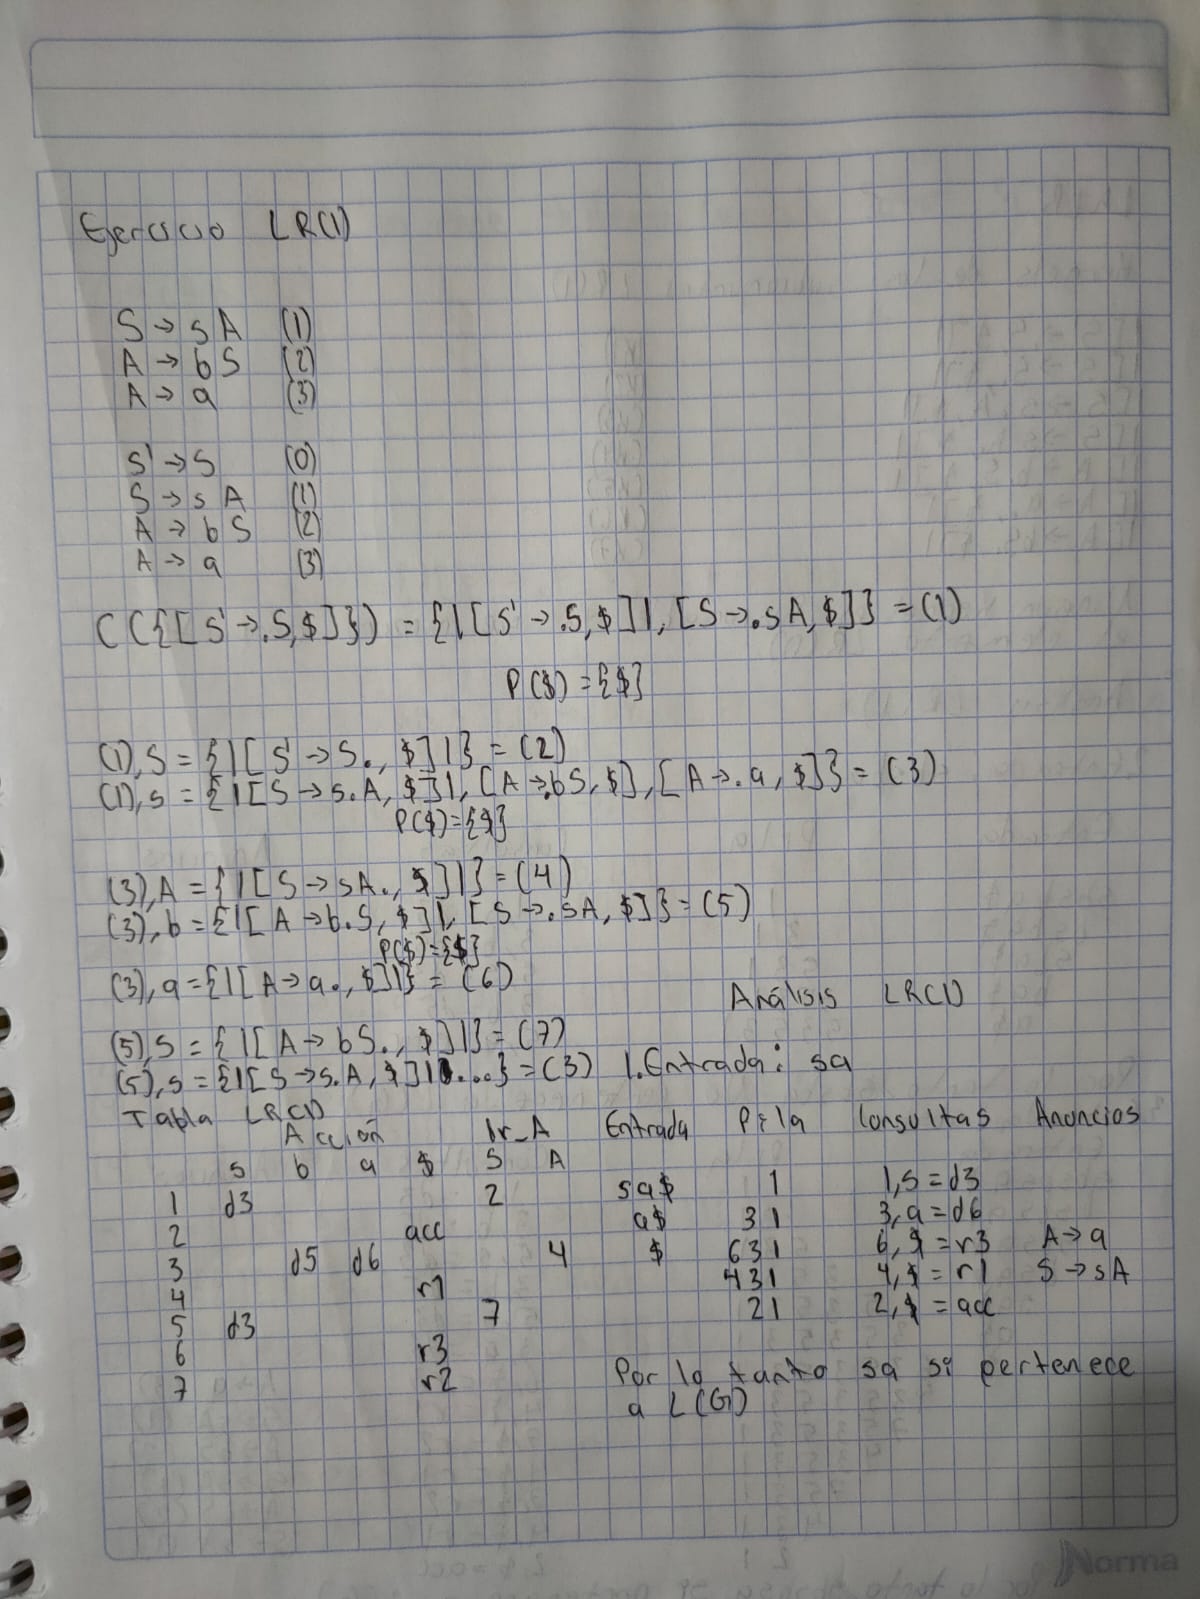 Ejercicio LR(1)
S → sA (1)
A → bS (2)
A → a (3)
S' → S (0)
S → sA (1)
A → bS (2)
A → a (3)
CC({[S'→.S,$]}) = {|[S'→.S,$]|, [S→.sA,$]} = (1)
P($) = {$}
(1),S = {|[S'→S., $]|} = (2)
(1),s = {|[S→s.A, $]|, [A→.bS,$], [A→.a,$]} = (3)
P($)={$}
(3),A = {|[S→sA., $]|} = (4)
(3),b = {|[A→b.S,$]|, [S→.sA,$]} = (5)
P($)={$}
(3),a = {|[A→a., $]|} = (6)
(5),S = {|[A→bS., $]|} = (7)
(5),s = {|[S→s.A,$]|....} = (3)
Tabla LR(1)
Acción Ir_A
s b a $ S A
1 d3 2
2 acc
3 d5 d6 4
4 r1
5 d3 7
6 r3
7 r2
Análisis LR(1)
1.Entrada: sa
Entrada Pila Consultas Anuncios
sa$ 1 1,s = d3
a$ 31 3,a = d6
$ 631 6,$ = r3 A→a
431 4,$ = r1 S→sA
21 2,$ = acc
Por lo tanto sa si pertenece
a L(G)
Norma